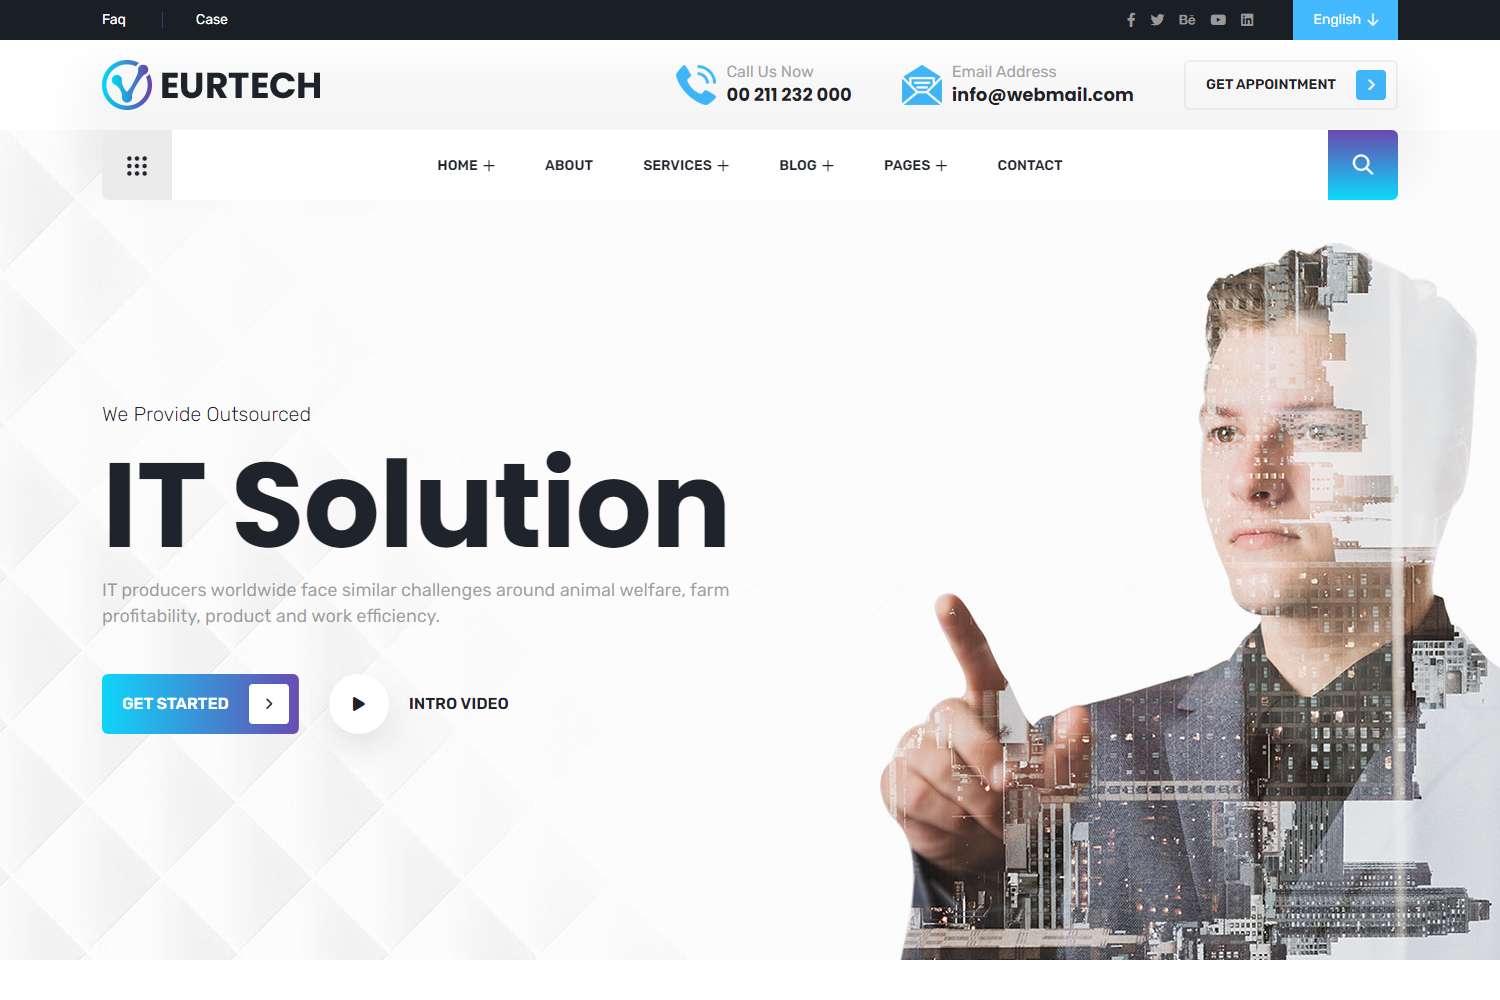 Faq
Case
Bē
English
EURTECH
Call Us Now
00 211 232 000
Email Address
info@webmail.com
GET APPOINTMENT
HOME
ABOUT
SERVICES
BLOG
PAGES
CONTACT
We Provide Outsourced
IT Solution
IT producers worldwide face similar challenges around animal welfare, farm
profitability, product and work efficiency.
GET STARTED
INTRO VIDEO